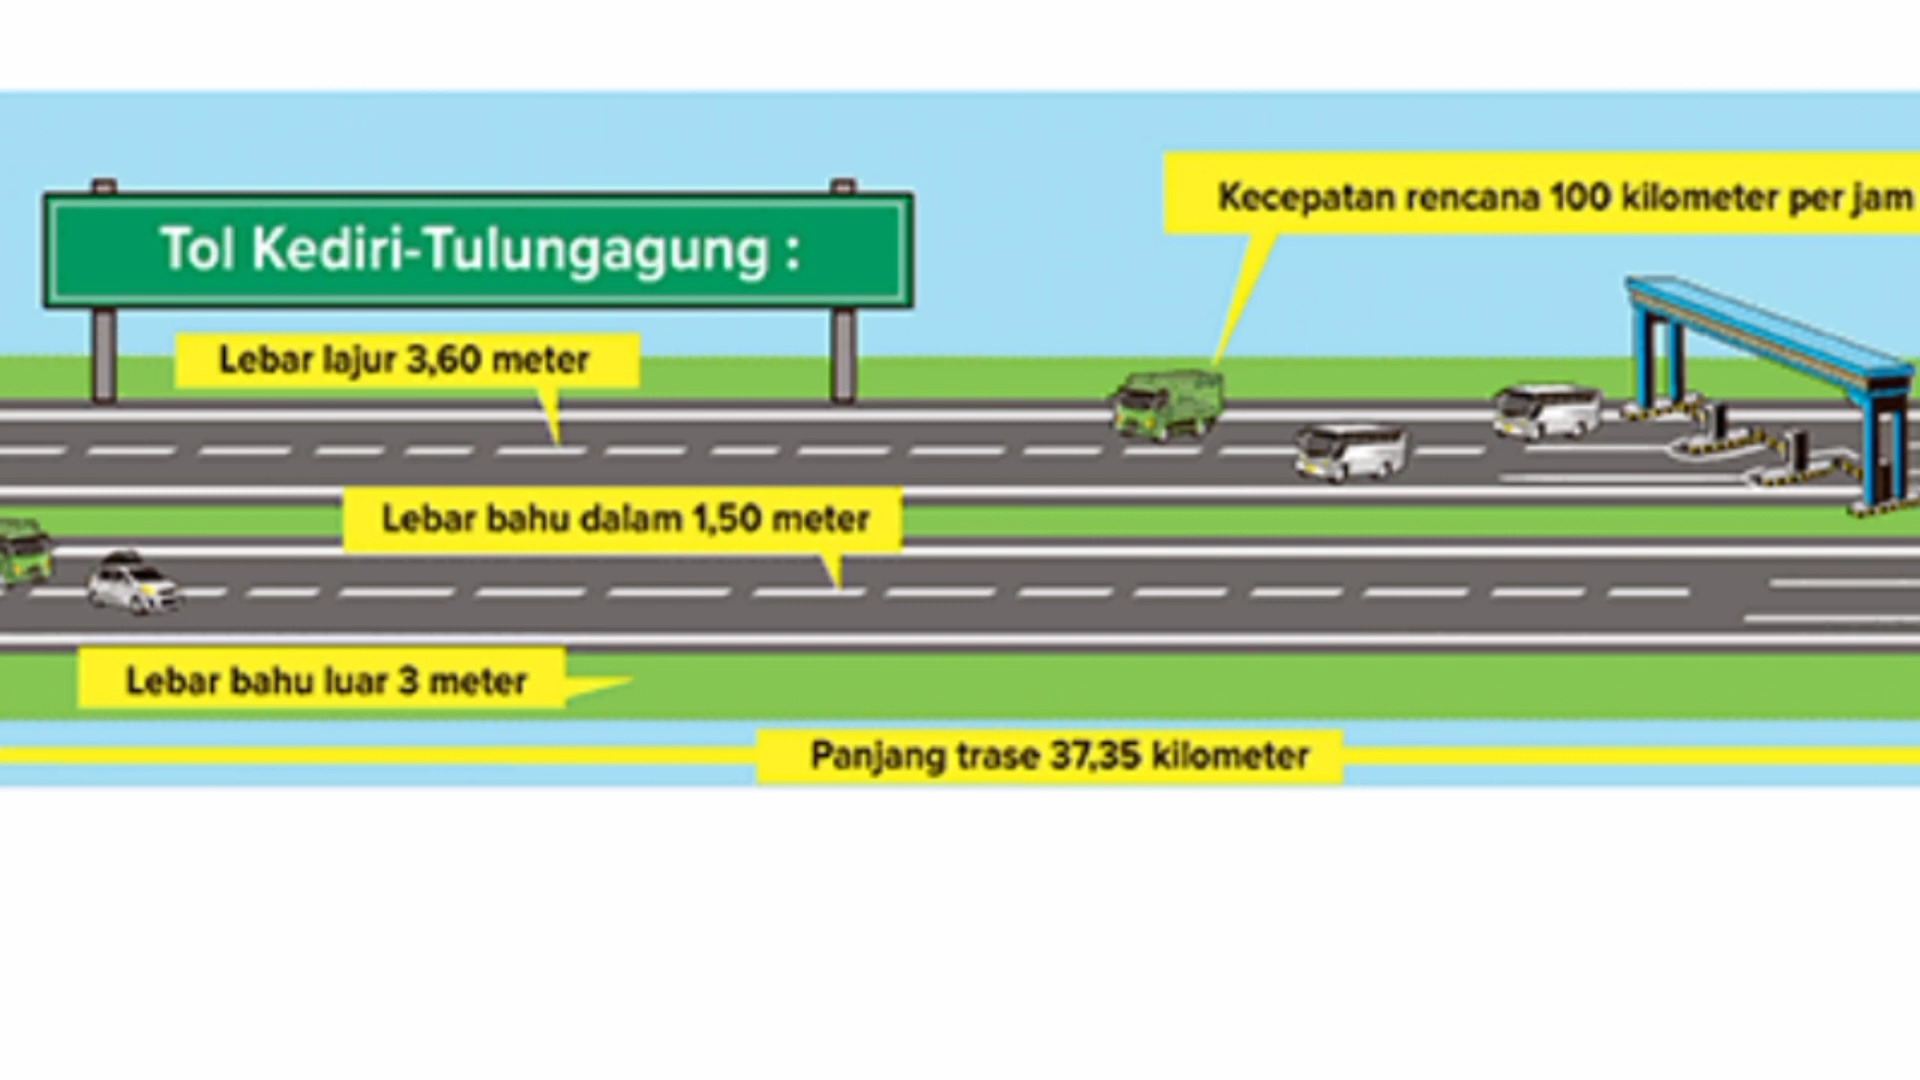 Kecepatan rencana 100 kilometer per jam
Tol Kediri-Tulungagung :
Lebar lajur 3,60 meter
Lebar bahu dalam 1,50 meter
Lebar bahu luar 3 meter
Panjang trase 37,35 kilometer